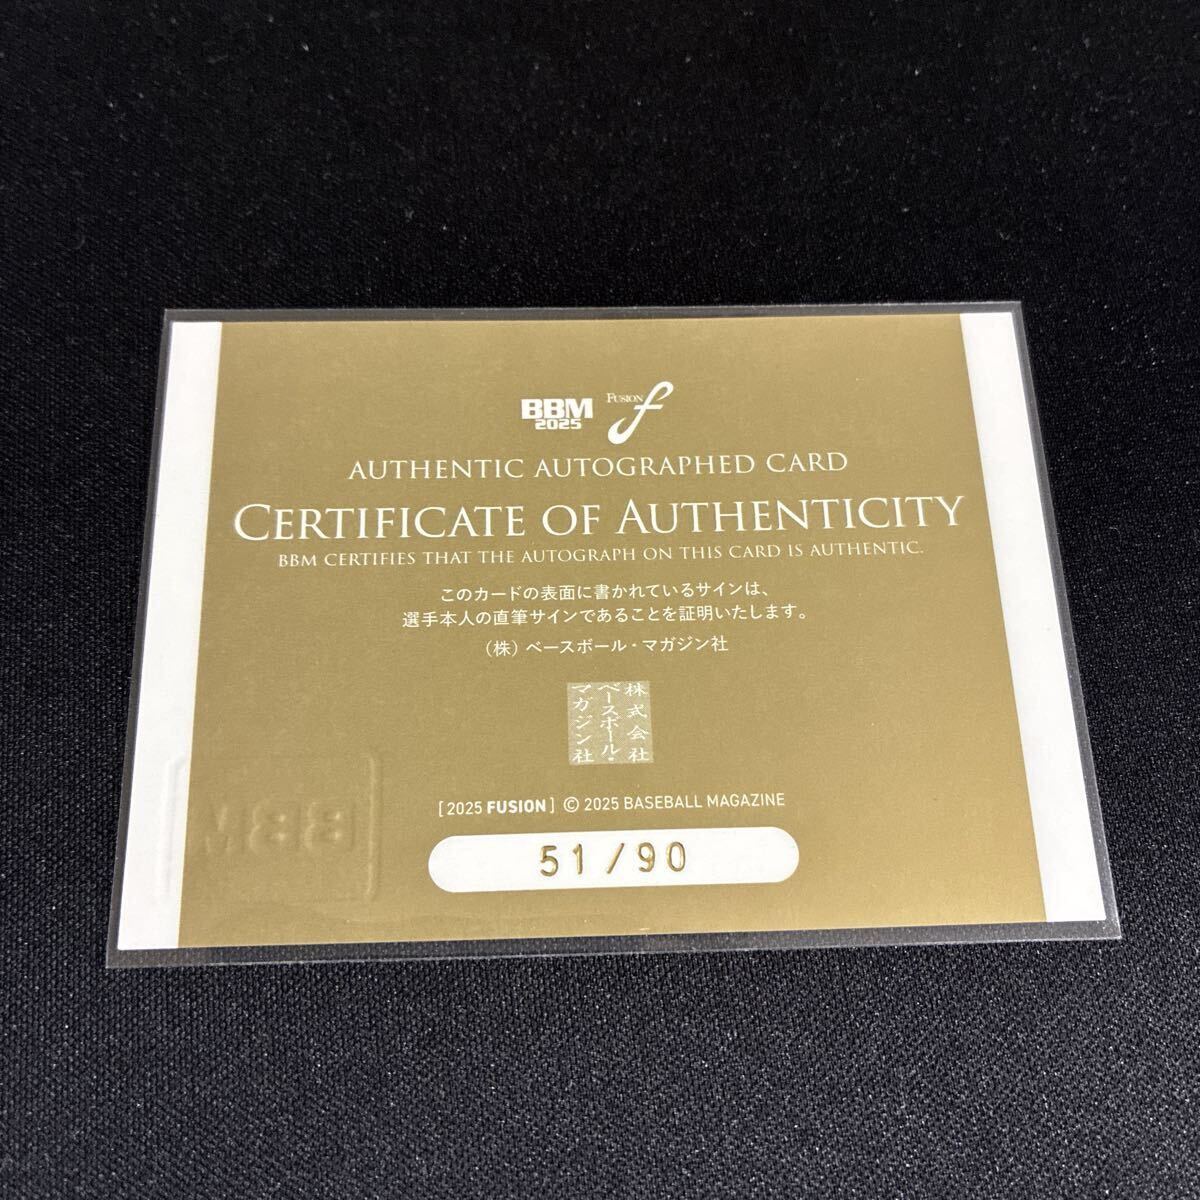 BBM
2025
FUSION f
AUTHENTIC AUTOGRAPHED CARD
CERTIFICATE OF AUTHENTICITY
BBM CERTIFIES THAT THE AUTOGRAPH ON THIS CARD IS AUTHENTIC.
このカードの表面に書かれているサインは、
選手本人の直筆サインであることを証明いたします。
（株）ベースボール・マガジン社
株式会社
ベースボール・
マガジン社
[2025 FUSION] © 2025 BASEBALL MAGAZINE
BBM
51/90